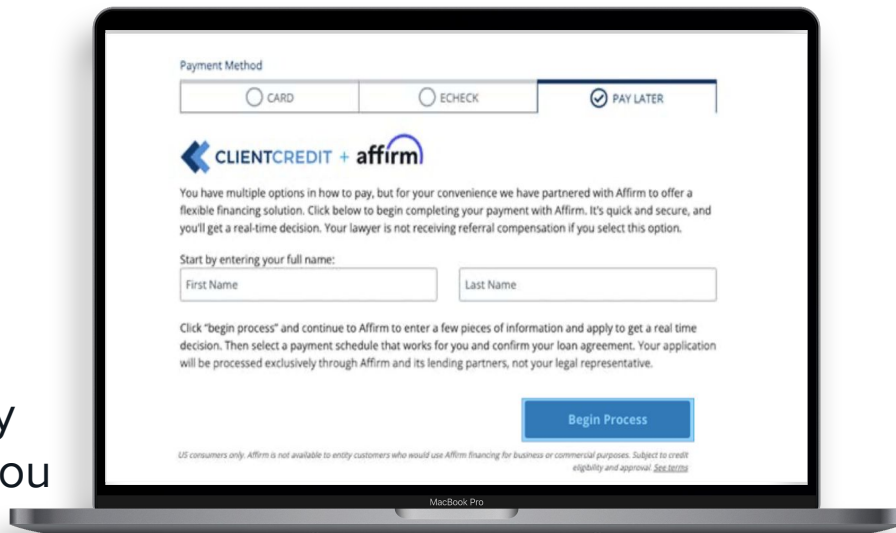 Payment Method
CARD
ECHECK
PAY LATER
CLIENTCREDIT + affirm
You have multiple options in how to pay, but for your convenience we have partnered with Affirm to offer a
flexible financing solution. Click below to begin completing your payment with Affirm. It's quick and secure, and
you'll get a real-time decision. Your lawyer is not receiving referral compensation if you select this option.
Start by entering your full name:
First Name
Last Name
Click "begin process" and continue to Affirm to enter a few pieces of information and apply to get a real time
decision. Then select a payment schedule that works for you and confirm your loan agreement. Your application
will be processed exclusively through Affirm and its lending partners, not your legal representative.
Begin Process
US consumers only. Affirm is not available to entity customers who would use Affirm financing for business or commercial purposes. Subject to credit
eligibility and approval. See terms
MacBook Pro
y
ou